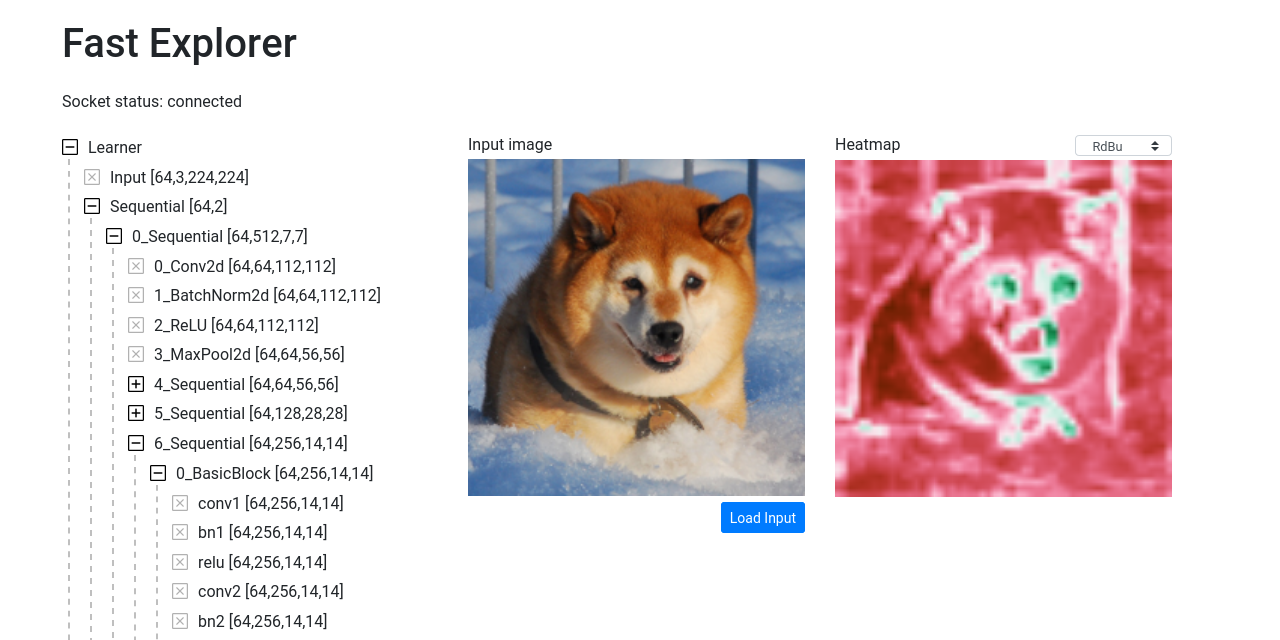 Fast Explorer
Socket status: connected
Learner
Input [64,3,224,224]
Sequential [64,2]
0_Sequential [64,512,7,7]
0_Conv2d [64,64,112,112]
1_BatchNorm2d [64,64,112,112]
2_ReLU [64,64,112,112]
3_MaxPool2d [64,64,56,56]
4_Sequential [64,64,56,56]
5_Sequential [64,128,28,28]
6_Sequential [64,256,14,14]
0_BasicBlock [64,256,14,14]
conv1 [64,256,14,14]
bn1 [64,256,14,14]
relu [64,256,14,14]
conv2 [64,256,14,14]
bn2 [64,256,14,14]
Input image
Load Input
Heatmap
RdBu